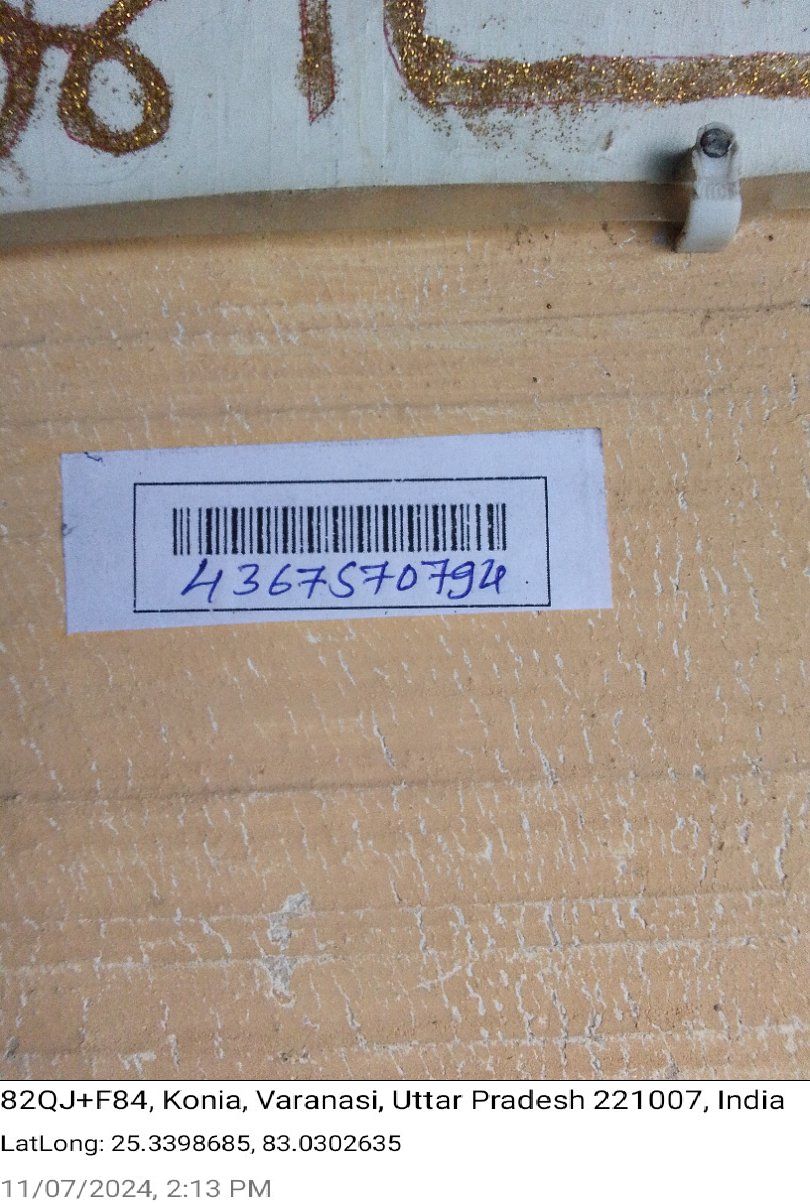 4367570794
82QJ+F84, Konia, Varanasi, Uttar Pradesh 221007, India
LatLong: 25.3398685, 83.0302635
11/07/2024, 2:13 PM